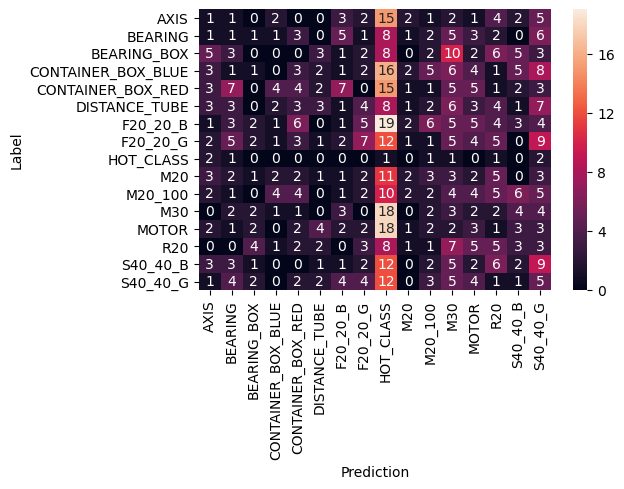 AXIS 1 1 0 2 0 0 3 2 15 2 1 2 1 4 2 5
BEARING 1 1 1 1 3 0 5 1 8 1 2 5 3 2 0 6
BEARING_BOX 5 3 0 0 0 3 1 2 8 0 2 10 2 6 5 3
CONTAINER_BOX_BLUE 3 1 1 0 3 2 1 2 16 2 5 6 4 1 5 8
CONTAINER_BOX_RED 3 7 0 4 4 2 7 0 15 1 1 5 5 1 2 3
DISTANCE_TUBE 3 3 0 2 3 3 1 4 8 1 2 6 3 4 1 7
F20_20_B 1 3 2 1 6 0 1 5 19 2 6 5 5 4 3 4
F20_20_G 2 5 2 1 3 1 2 7 12 1 1 5 4 5 0 9
HOT_CLASS 2 1 0 0 0 0 0 0 1 0 1 1 0 1 0 2
M20 3 2 1 2 2 1 1 2 11 2 3 3 2 5 0 3
M20_100 2 1 0 4 4 0 1 2 10 2 2 4 4 5 6 5
M30 0 2 2 1 1 0 3 0 18 0 2 3 2 2 4 4
MOTOR 2 1 2 0 2 4 2 2 18 1 2 2 3 1 3 3
R20 0 0 4 1 2 2 0 3 8 1 1 7 5 5 3 3
S40_40_B 3 3 1 0 0 1 1 2 12 0 2 5 2 6 2 9
S40_40_G 1 4 2 0 2 2 4 4 12 0 3 5 4 1 1 5
Label
AXIS
BEARING
BEARING_BOX
CONTAINER_BOX_BLUE
CONTAINER_BOX_RED
DISTANCE_TUBE
F20_20_B
F20_20_G
HOT_CLASS
M20
M20_100
M30
MOTOR
R20
S40_40_B
S40_40_G
Prediction
16
12
8
4
0